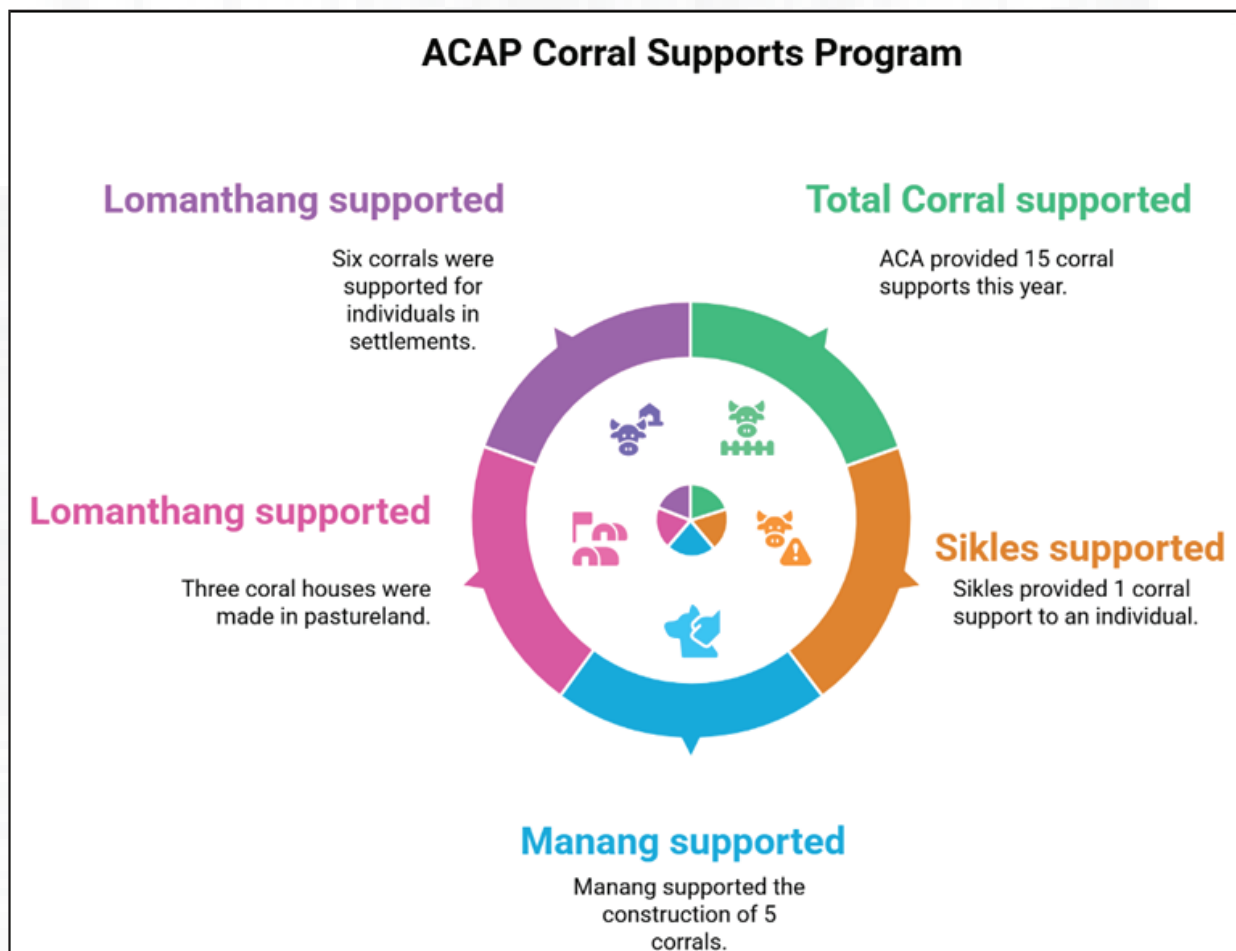 ACAP Corral Supports Program
Lomanthang supported
Six corrals were
supported for
individuals in
settlements.
Total Corral supported
ACA provided 15 corral
supports this year.
Lomanthang supported
Three coral houses were
made in pastureland.
Sikles supported
Sikles provided 1 corral
support to an individual.
Manang supported
Manang supported the
construction of 5
corrals.